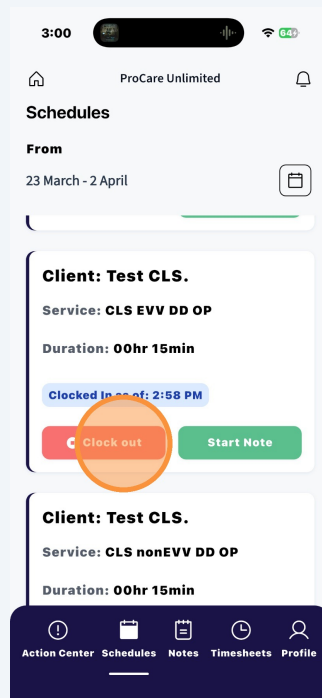 3:00
64
ProCare Unlimited
Schedules
From
23 March - 2 April
Client: Test CLS.
Service: CLS EVV DD OP
Duration: 00hr 15min
Clocked In as of: 2:58 PM
Clock out
Start Note
Client: Test CLS.
Service: CLS nonEVV DD OP
Duration: 00hr 15min
Action Center Schedules Notes Timesheets Profile